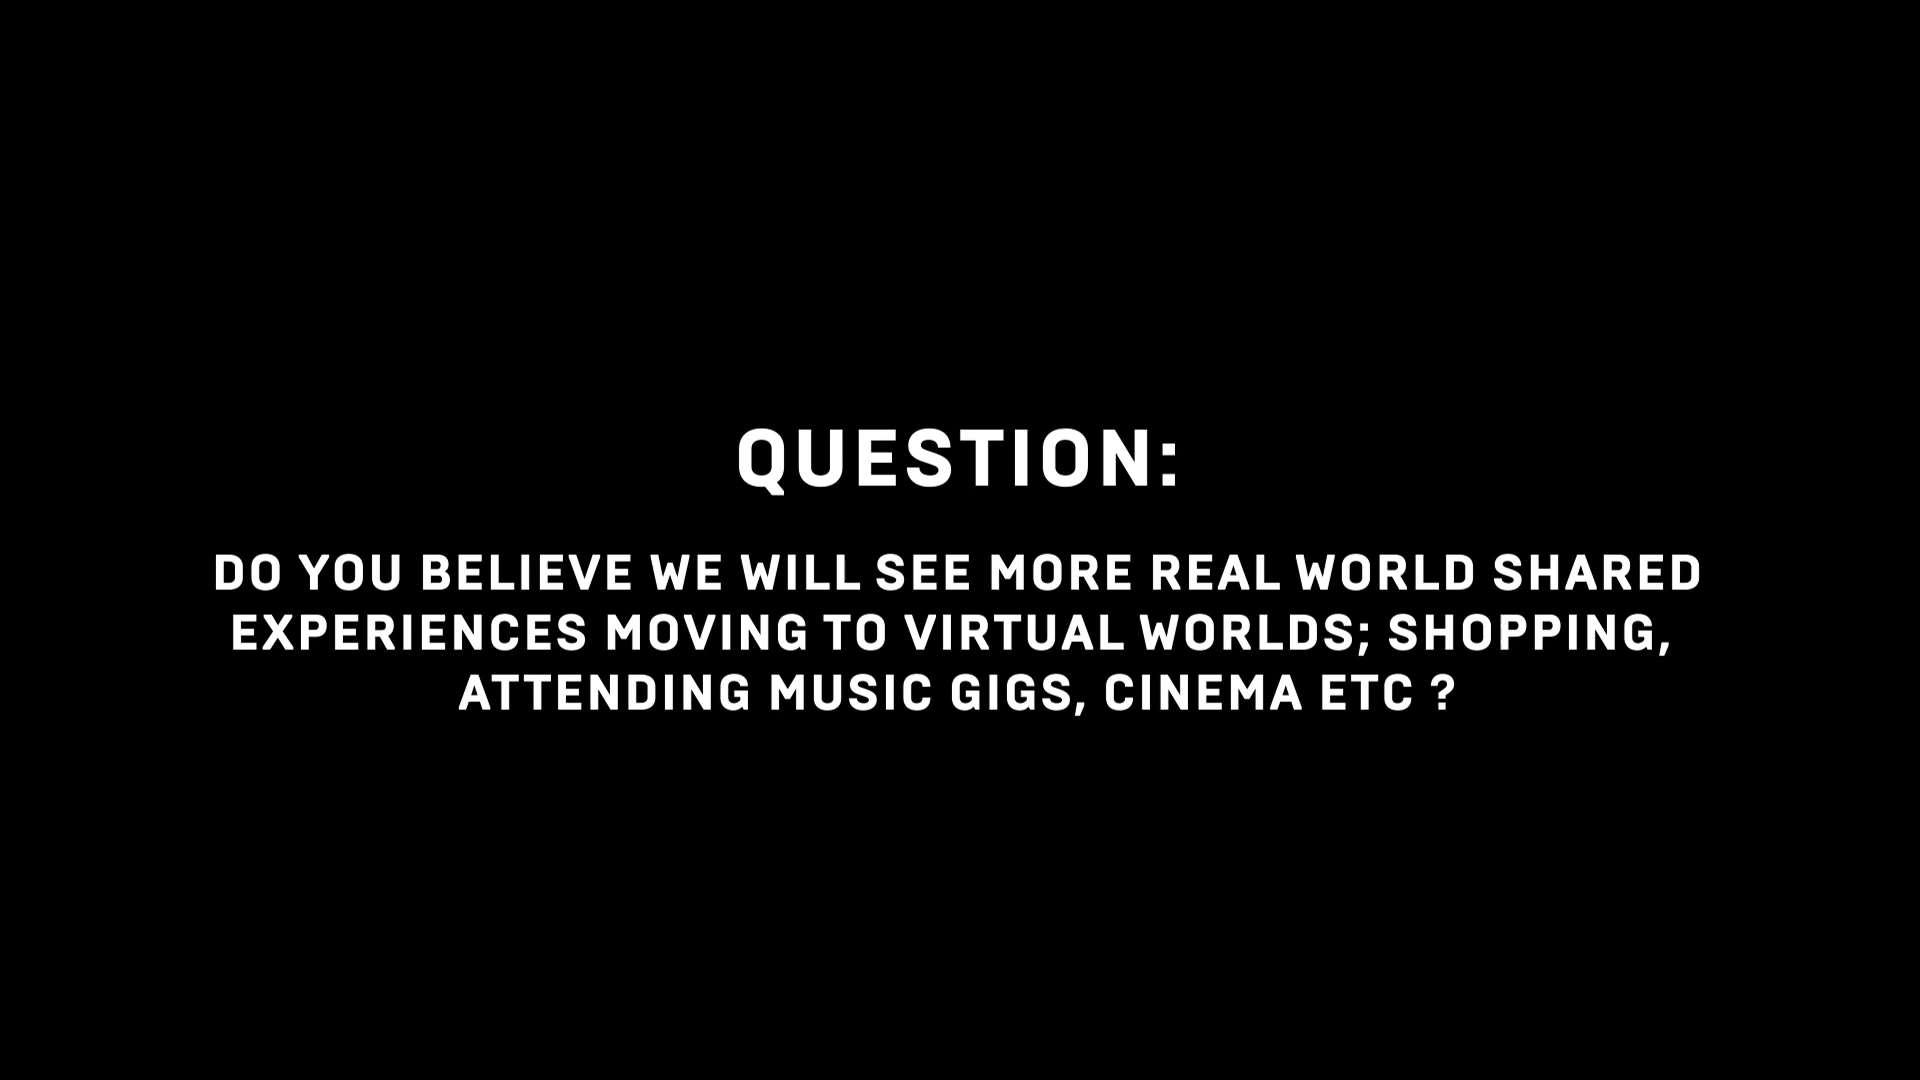 QUESTION:
DO YOU BELIEVE WE WILL SEE MORE REAL WORLD SHARED
EXPERIENCES MOVING TO VIRTUAL WORLDS; SHOPPING,
ATTENDING MUSIC GIGS, CINEMA ETC ?